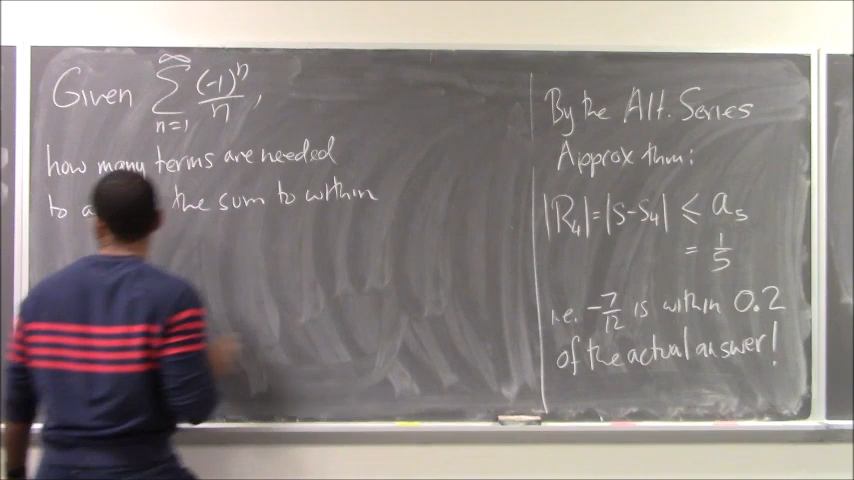 Given ∑_{n=1}^{∞} (-1)^n/n,
how many terms are needed
to a the sum to within
By the Alt. Series
Approx thm:
|R₄|=|S-S₄| ≤ a₅
= 1/5
i.e. -7/12 is within 0.2
of the actual answer!